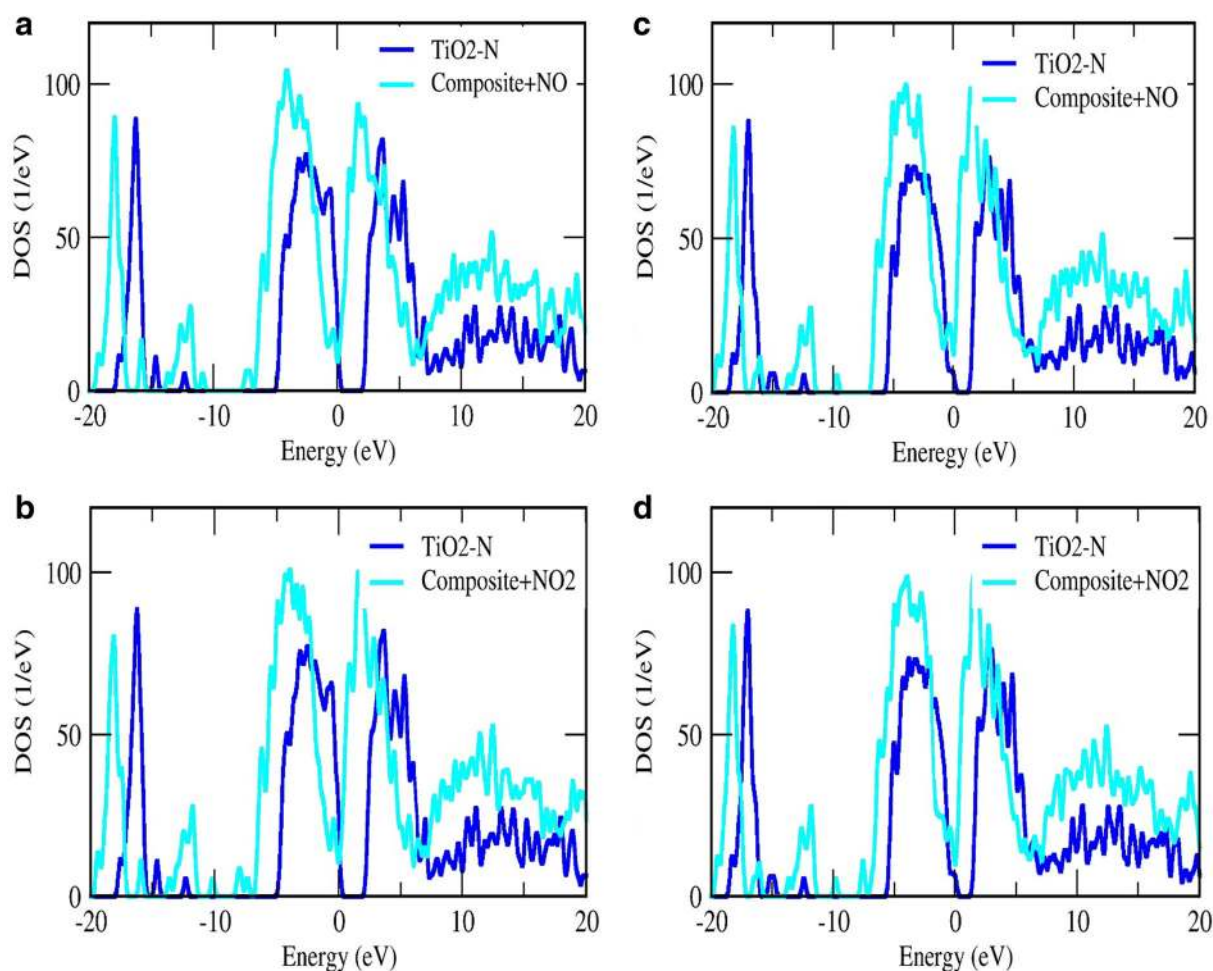 a
TiO2-N
Composite+NO
100
50
0
DOS (1/eV)
-20 -10 0 10 20
Energy (eV)
c
TiO2-N
Composite+NO
100
50
0
DOS (1/eV)
-20 -10 0 10 20
Eneregy (eV)
b
TiO2-N
Composite+NO2
100
50
0
DOS (1/eV)
-20 -10 0 10 20
Energy (eV)
d
TiO2-N
Composite+NO2
100
50
0
DOS (1/eV)
-20 -10 0 10 20
Energy (eV)